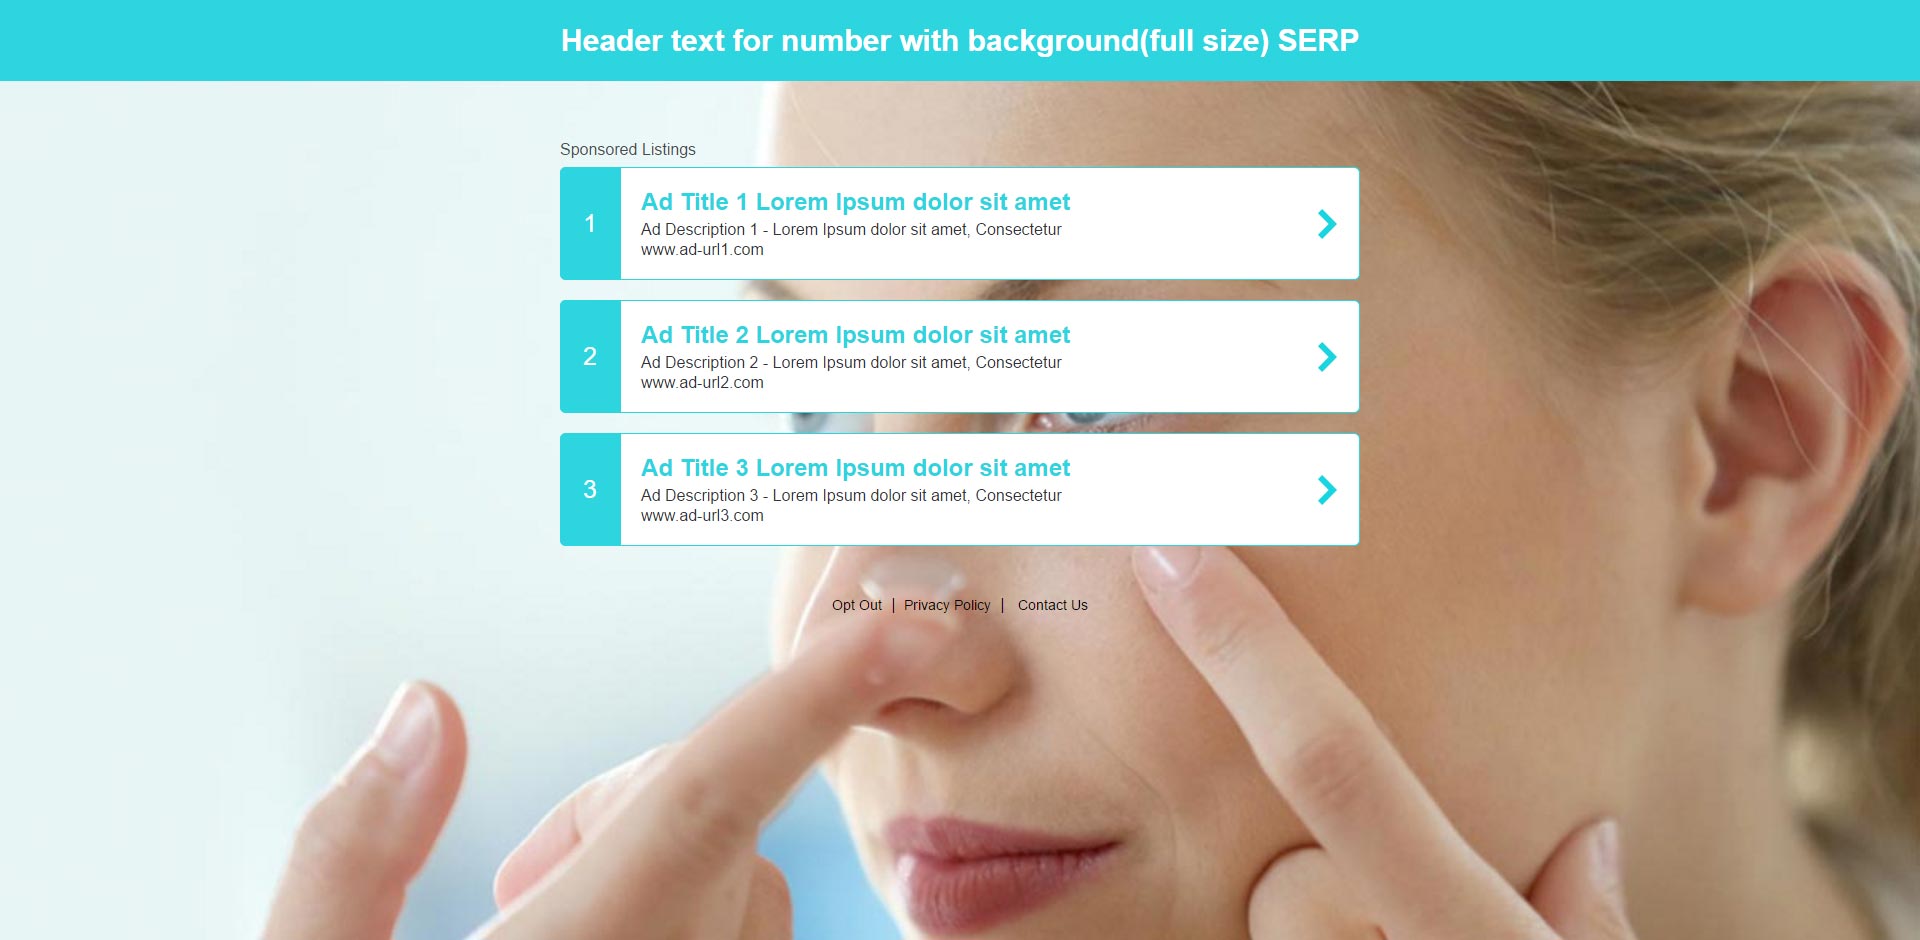 Header text for number with background(full size) SERP
Sponsored Listings
1
Ad Title 1 Lorem Ipsum dolor sit amet
Ad Description 1 - Lorem Ipsum dolor sit amet, Consectetur
www.ad-url1.com
2
Ad Title 2 Lorem Ipsum dolor sit amet
Ad Description 2 - Lorem Ipsum dolor sit amet, Consectetur
www.ad-url2.com
3
Ad Title 3 Lorem Ipsum dolor sit amet
Ad Description 3 - Lorem Ipsum dolor sit amet, Consectetur
www.ad-url3.com
Opt Out | Privacy Policy | Contact Us